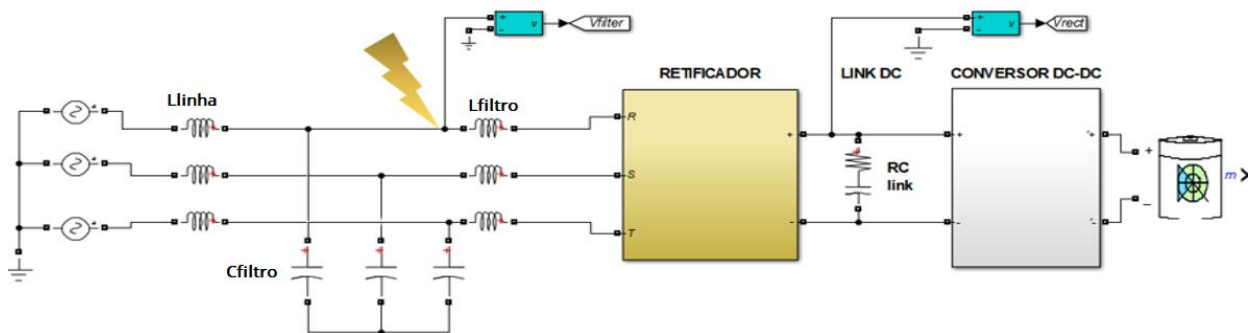 Vfilter
Vrect
RETIFICADOR
LINK DC
CONVERSOR DC-DC
Llinha
Lfiltro
R
S
T
+
-
v
RC
link
m
Cfiltro